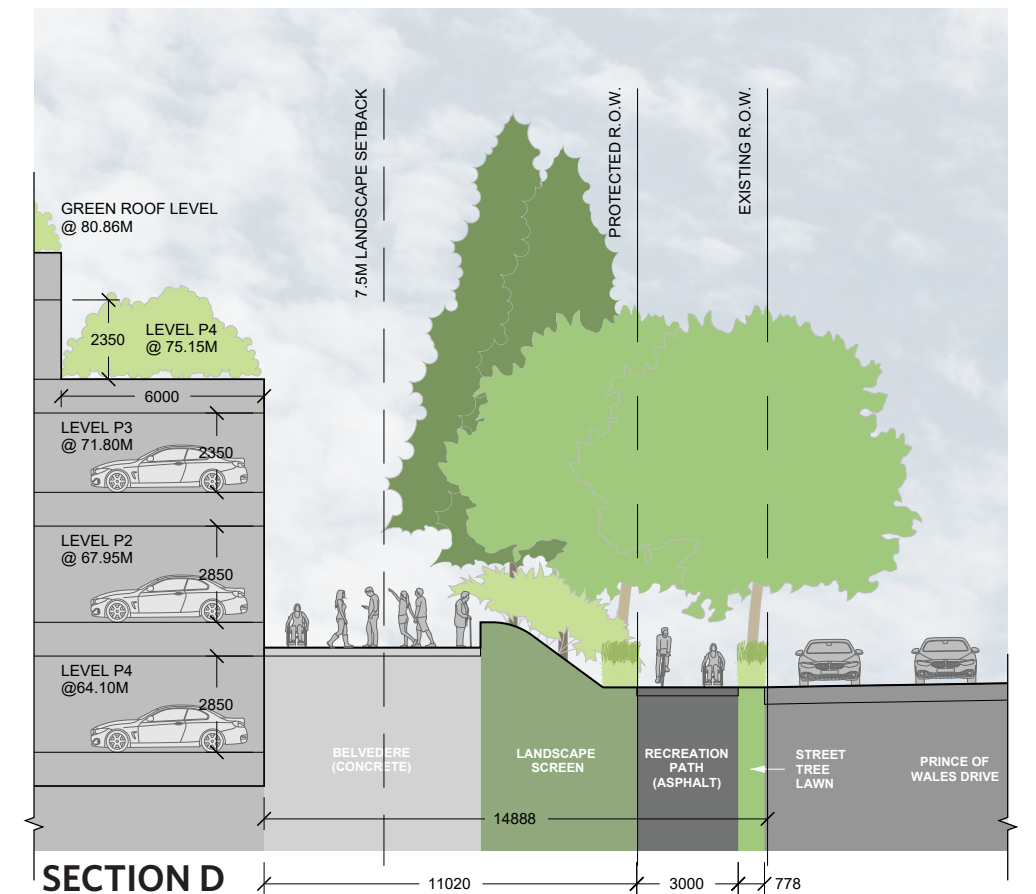 7.5M LANDSCAPE SETBACK
PROTECTED R.O.W.
EXISTING R.O.W.
GREEN ROOF LEVEL
@ 80.86M
LEVEL P4
@ 75.15M
2350
6000
LEVEL P3
@ 71.80M
2350
LEVEL P2
@ 67.95M
2850
LEVEL P4
@64.10M
2850
BELVEDERE
(CONCRETE)
LANDSCAPE
SCREEN
RECREATION
PATH
(ASPHALT)
STREET
TREE
LAWN
PRINCE OF
WALES DRIVE
14888
SECTION D
11020
3000
778